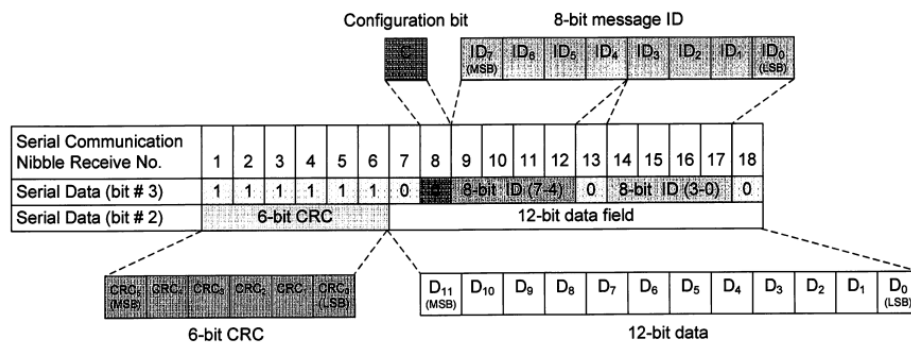 Configuration bit 8-bit message ID
C ID7 ID6 ID5 ID4 ID3 ID2 ID1 ID0
(MSB) (LSB)
Serial Communication
Nibble Receive No. 1 2 3 4 5 6 7 8 9 10 11 12 13 14 15 16 17 18
Serial Data (bit # 3) 1 1 1 1 1 1 0 8-bit ID (7-4) 0 8-bit ID (3-0) 0
Serial Data (bit # 2) 6-bit CRC 12-bit data field
CRC5 CRC4 CRC3 CRC2 CRC1 CRC0 D11 D10 D9 D8 D7 D6 D5 D4 D3 D2 D1 D0
(MSB) (LSB) (MSB) (LSB)
6-bit CRC 12-bit data